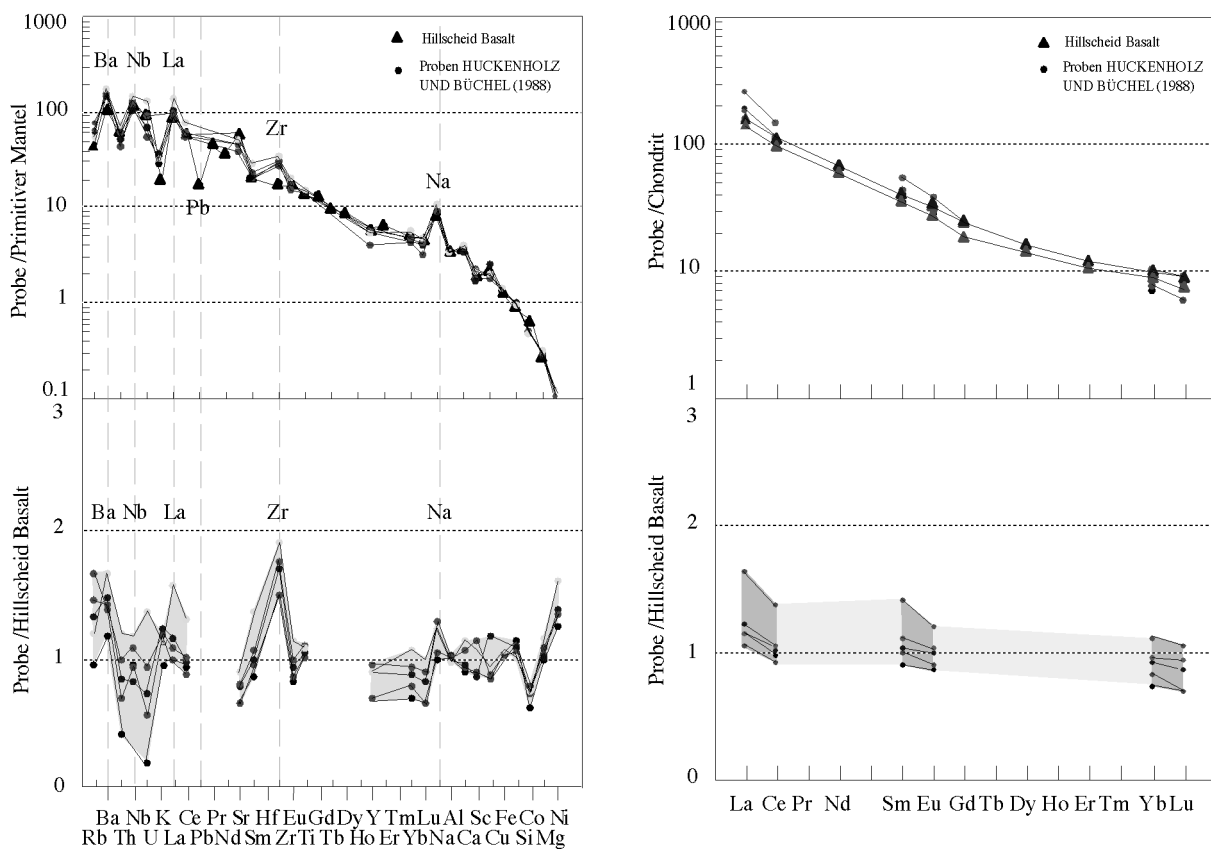 1000
100
10
1
0.1
Probe /Primitiver Mantel
Hillscheid Basalt
Proben HUCKENHOLZ
UND BÜCHEL (1988)
Ba Nb La
Zr
Pb
Na
3
2
1
0
Probe /Hillscheid Basalt
Ba Nb La Zr Na
Ba Nb K Ce Pr Sr Hf Eu Gd Dy Y Tm Lu Al Sc Fe Co Ni
Rb Th U La Pb Nd Sm Zr Ti Tb Ho Er Yb Na Ca Cu Si Mg
1000
100
10
1
Probe /Chondrit
Hillscheid Basalt
Proben HUCKENHOLZ
UND BÜCHEL (1988)
3
2
1
0
Probe /Hillscheid Basalt
La Ce Pr Nd Sm Eu Gd Tb Dy Ho Er Tm Yb Lu